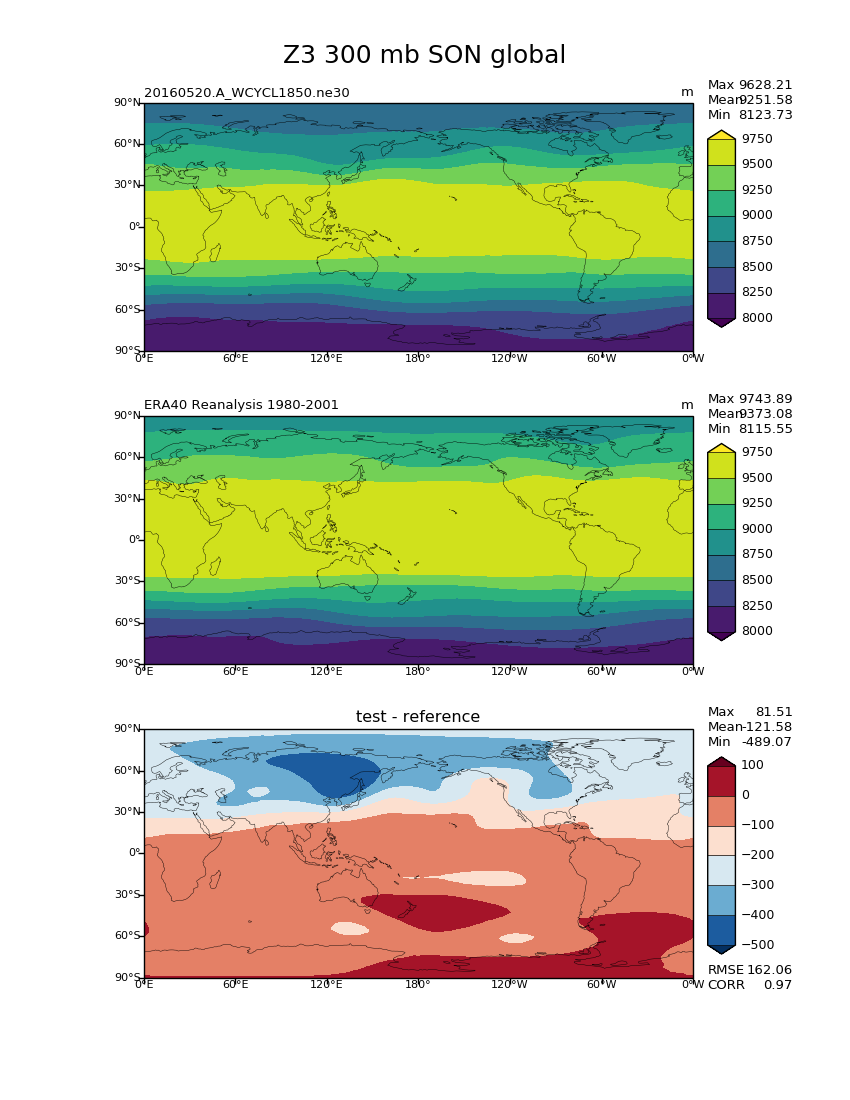 Z3 300 mb SON global
20160520.A_WCYCL1850.ne30 m
Max 9628.21
Mean 9251.58
Min 8123.73
90°N
60°N
30°N
0°
30°S
60°S
90°S
0°E 60°E 120°E 180° 120°W 60°W 0°W
9750
9500
9250
9000
8750
8500
8250
8000
ERA40 Reanalysis 1980-2001 m
Max 9743.89
Mean 9373.08
Min 8115.55
90°N
60°N
30°N
0°
30°S
60°S
90°S
0°E 60°E 120°E 180° 120°W 60°W 0°W
9750
9500
9250
9000
8750
8500
8250
8000
test - reference
Max 81.51
Mean -121.58
Min -489.07
90°N
60°N
30°N
0°
30°S
60°S
90°S
0°E 60°E 120°E 180° 120°W 60°W 0°W
100
0
−100
−200
−300
−400
−500
RMSE 162.06
CORR 0.97